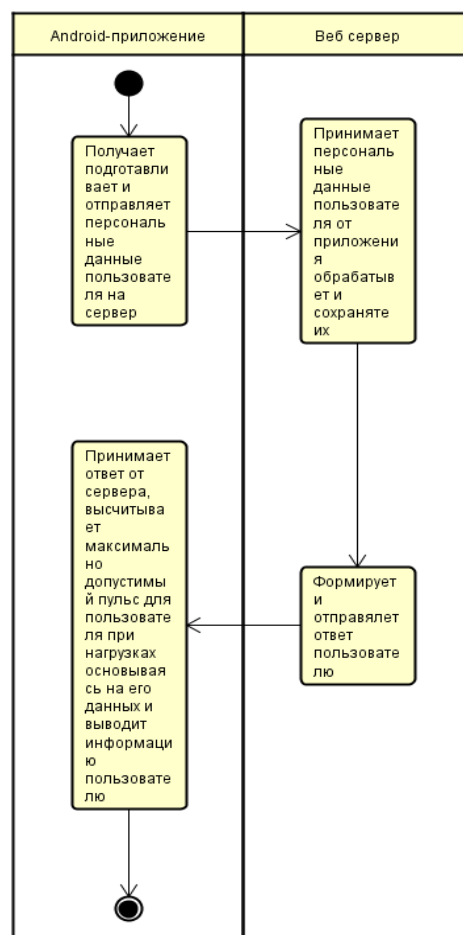 Android-приложение
Веб сервер
Получает
подготавли
вает и
отправляет
персональ
ные
данные
пользовате
ля на
сервер
Принимает
персональ
ные
данные
пользовате
ля от
приложени
я
обрабатыв
ет и
сохраняте
их
Формирует
и
отправялет
ответ
пользовате
лю
Принимает
ответ от
сервера,
высчитыва
ет
максималь
но
допустимы
й пульс для
пользовате
ля при
нагрузках
основывая
сь на его
данных и
выводит
информаци
ю
пользовате
лю